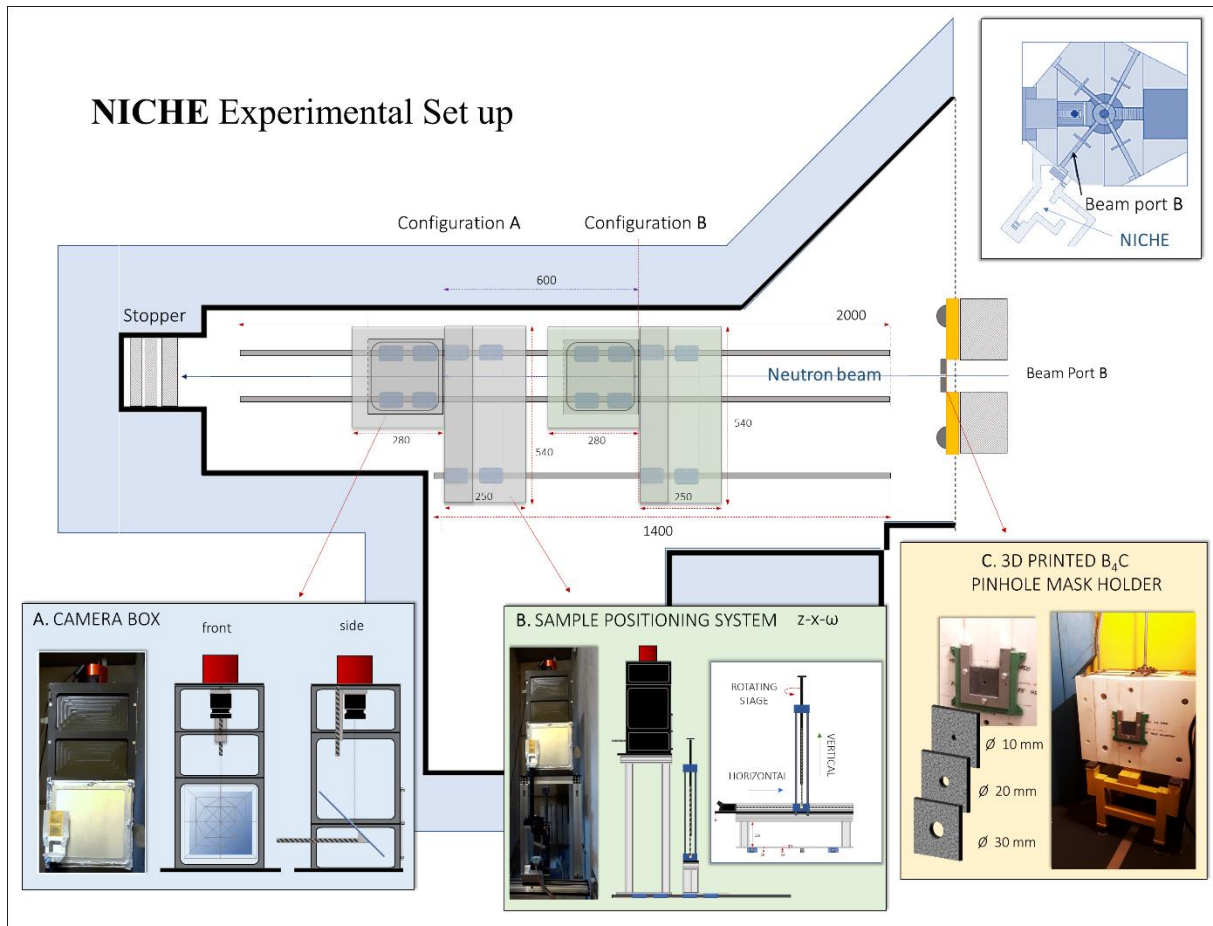 NICHE Experimental Set up
Beam port B
NICHE
Configuration A
Configuration B
600
Stopper
2000
Neutron beam
Beam Port B
280
540
280
540
250
250
1400
A. CAMERA BOX
front
side
B. SAMPLE POSITIONING SYSTEM z-x-ω
ROTATING
STAGE
VERTICAL
HORIZONTAL
C. 3D PRINTED B₄C
PINHOLE MASK HOLDER
Ø 10 mm
Ø 20 mm
Ø 30 mm